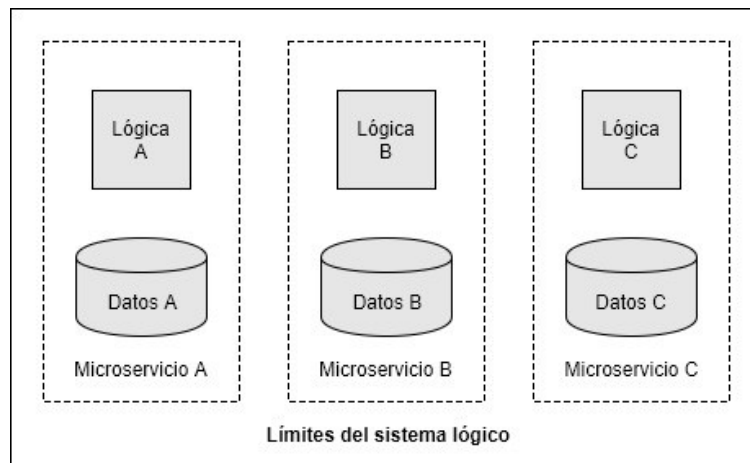 Lógica
A
Lógica
B
Lógica
C
Datos A
Datos B
Datos C
Microservicio A
Microservicio B
Microservicio C
Límites del sistema lógico